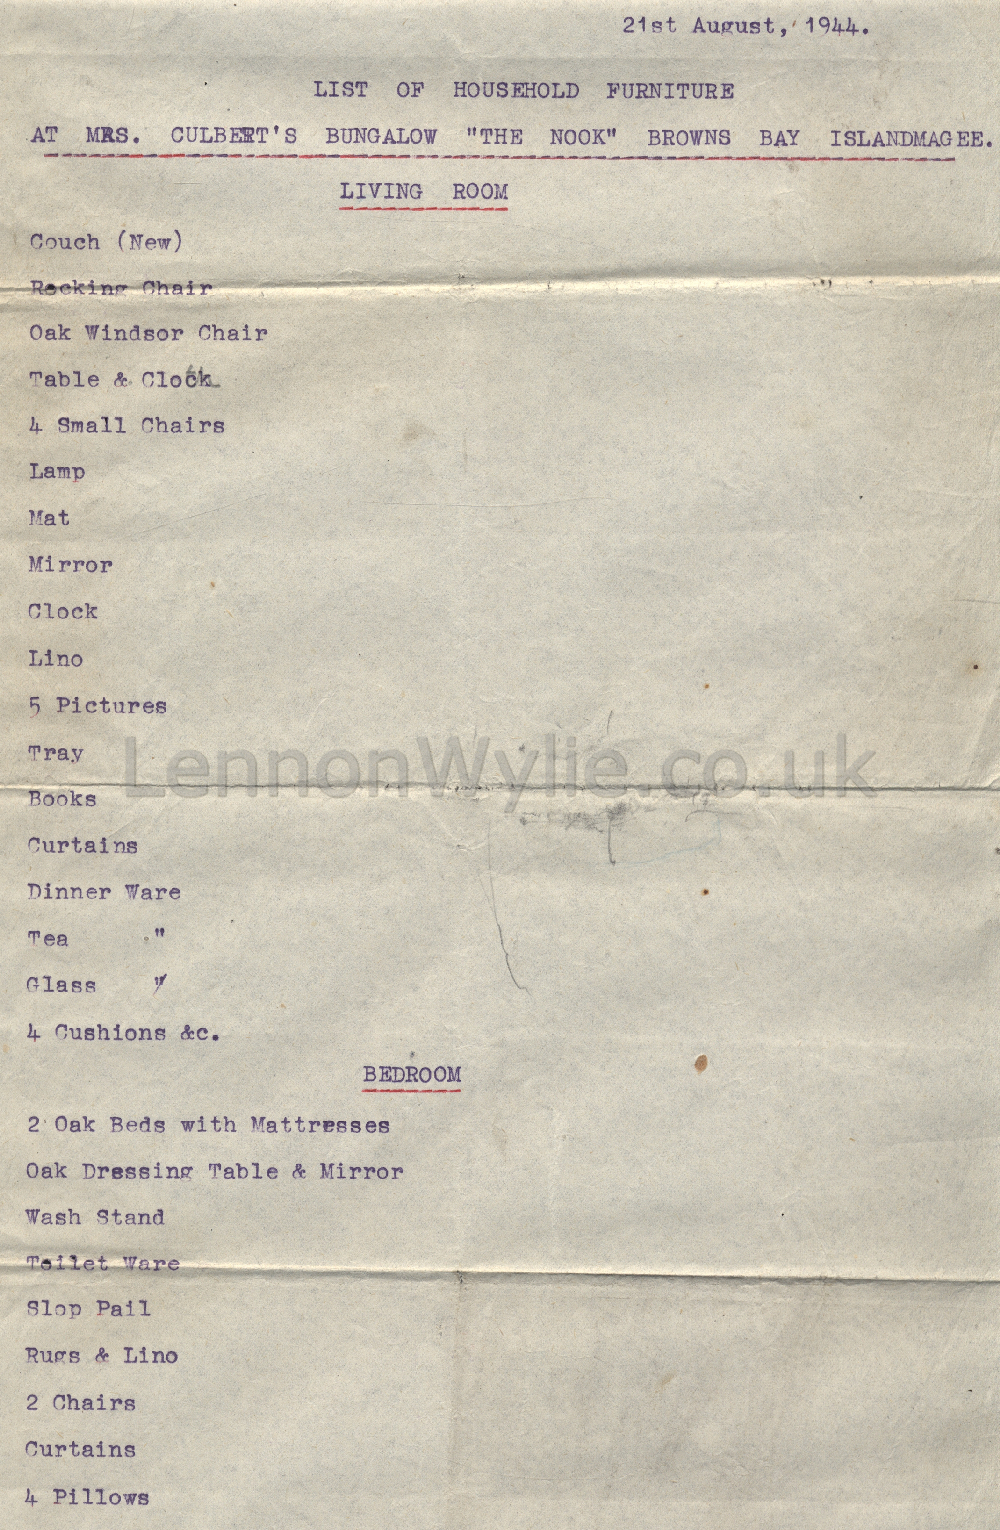 21st August, 1944.
LIST OF HOUSEHOLD FURNITURE
AT MRS. CULBERT'S BUNGALOW "THE NOOK" BROWNS BAY ISLANDMAGEE.
LIVING ROOM
Couch (New)
Rocking Chair
Oak Windsor Chair
Table & Cloth
4 Small Chairs
Lamp
Mat
Mirror
Clock
Lino
5 Pictures
Tray
LennonWylie.co.uk
Books
Curtains
Dinner Ware
Tea "
Glass "
4 Cushions &c.
BEDROOM
2 Oak Beds with Mattresses
Oak Dressing Table & Mirror
Wash Stand
Toilet Ware
Slop Pail
Rugs & Lino
2 Chairs
Curtains
4 Pillows